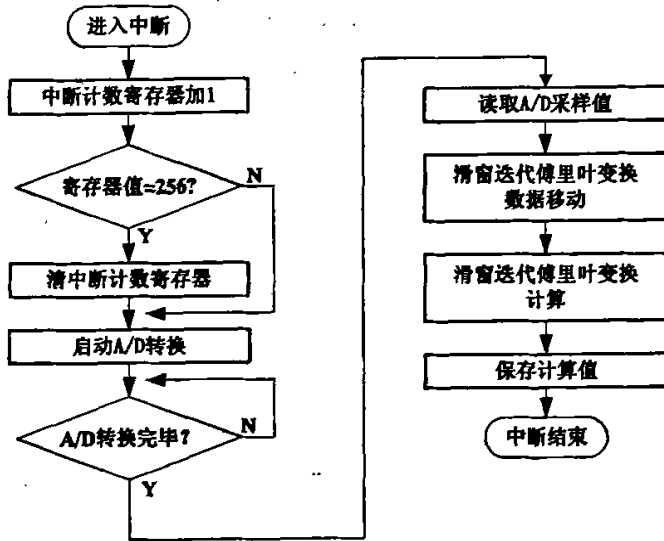 进入中断
中断计数寄存器加1
寄存器值=256?
N
Y
清中断计数寄存器
启动A/D转换
A/D转换完毕?
N
Y
读取A/D采样值
滑窗迭代傅里叶变换
数据移动
滑窗迭代傅里叶变换
计算
保存计算值
中断结束